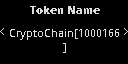 Token Name
< CryptoChain[1000166 >
]